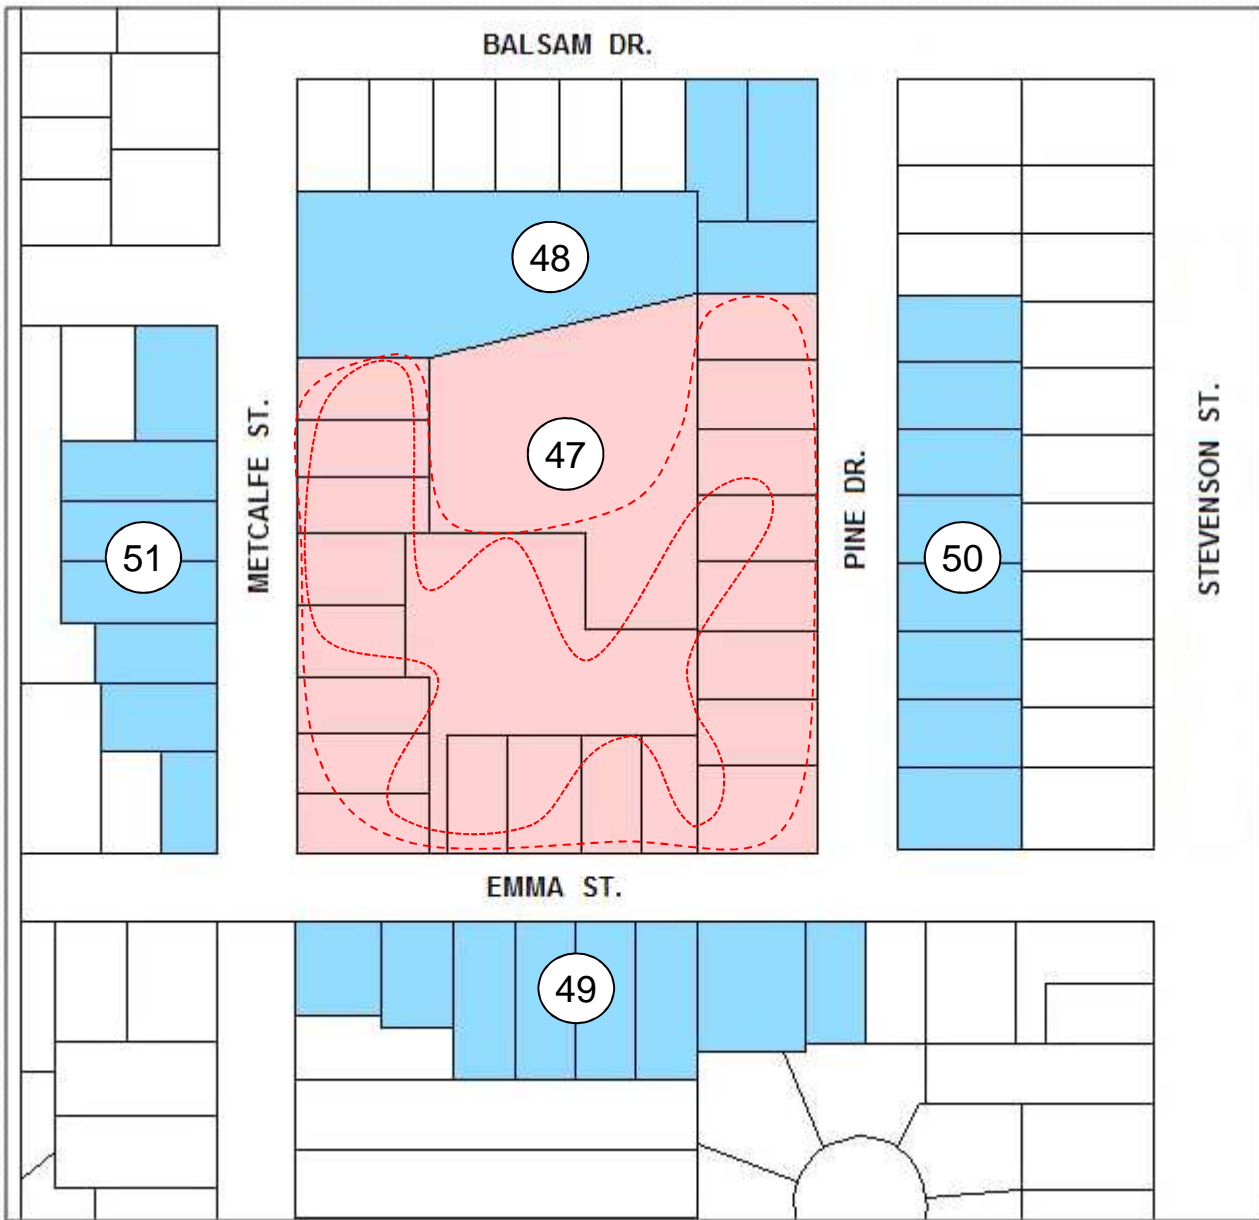 BALSAM DR.
48
METCALFE ST.
47
PINE DR.
STEVENSON ST.
51
50
EMMA ST.
49